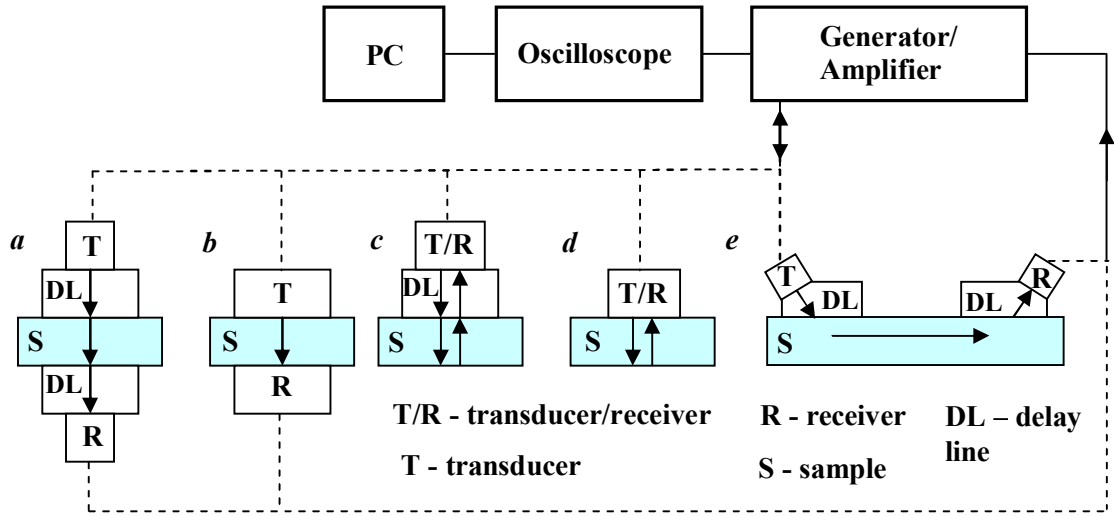 PC
Oscilloscope
Generator/
Amplifier
a
T
DL
S
DL
R
b
T
S
R
c
T/R
DL
S
d
T/R
S
e
T
DL
DL
R
S
T/R - transducer/receiver
T - transducer
R - receiver
S - sample
DL – delay
line